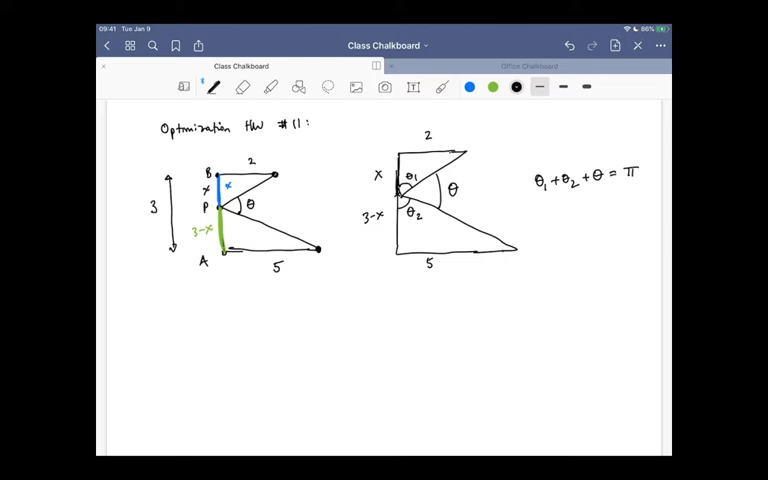 09:41 Tue Jan 9
86%
Class Chalkboard
Class Chalkboard
Office Chalkboard
Optimization HW #11:
2
B
x
x
3
P
θ
3-x
A
5
2
x
θ₁
θ
3-x
θ₂
5
θ₁ + θ₂ + θ = π